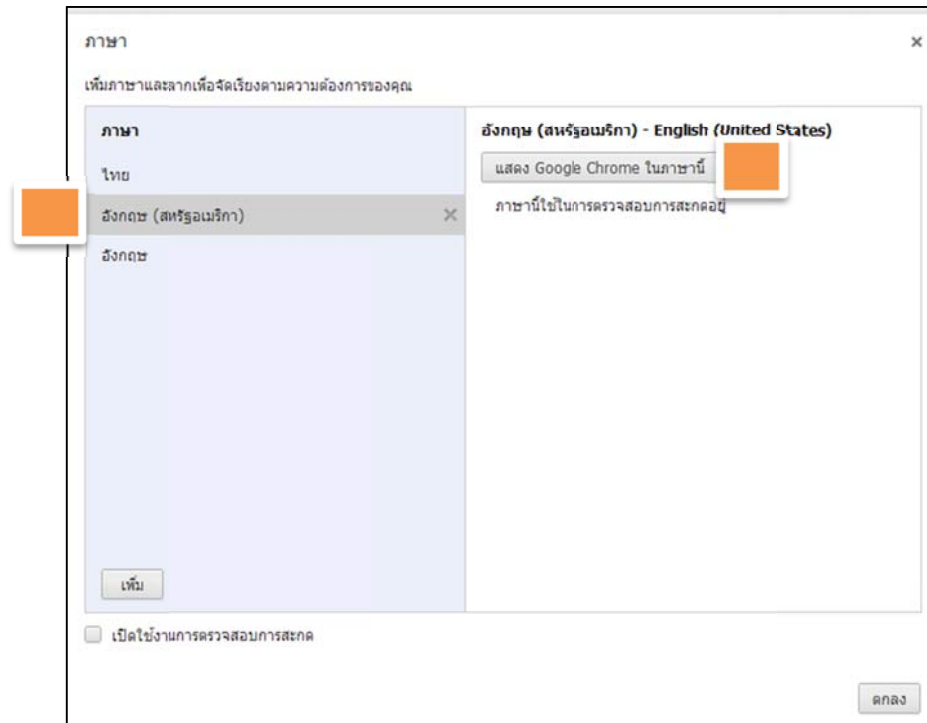 ภาษา
เพิ่มภาษาและลากเพื่อจัดเรียงตามความต้องการของคุณ
ภาษา
ไทย
อังกฤษ (สหรัฐอเมริกา)
อังกฤษ
เพิ่ม
อังกฤษ (สหรัฐอเมริกา) - English (United States)
แสดง Google Chrome ในภาษานี้
ภาษานี้ใช้ในการตรวจสอบการสะกดอยู่
เปิดใช้งานการตรวจสอบการสะกด
ตกลง